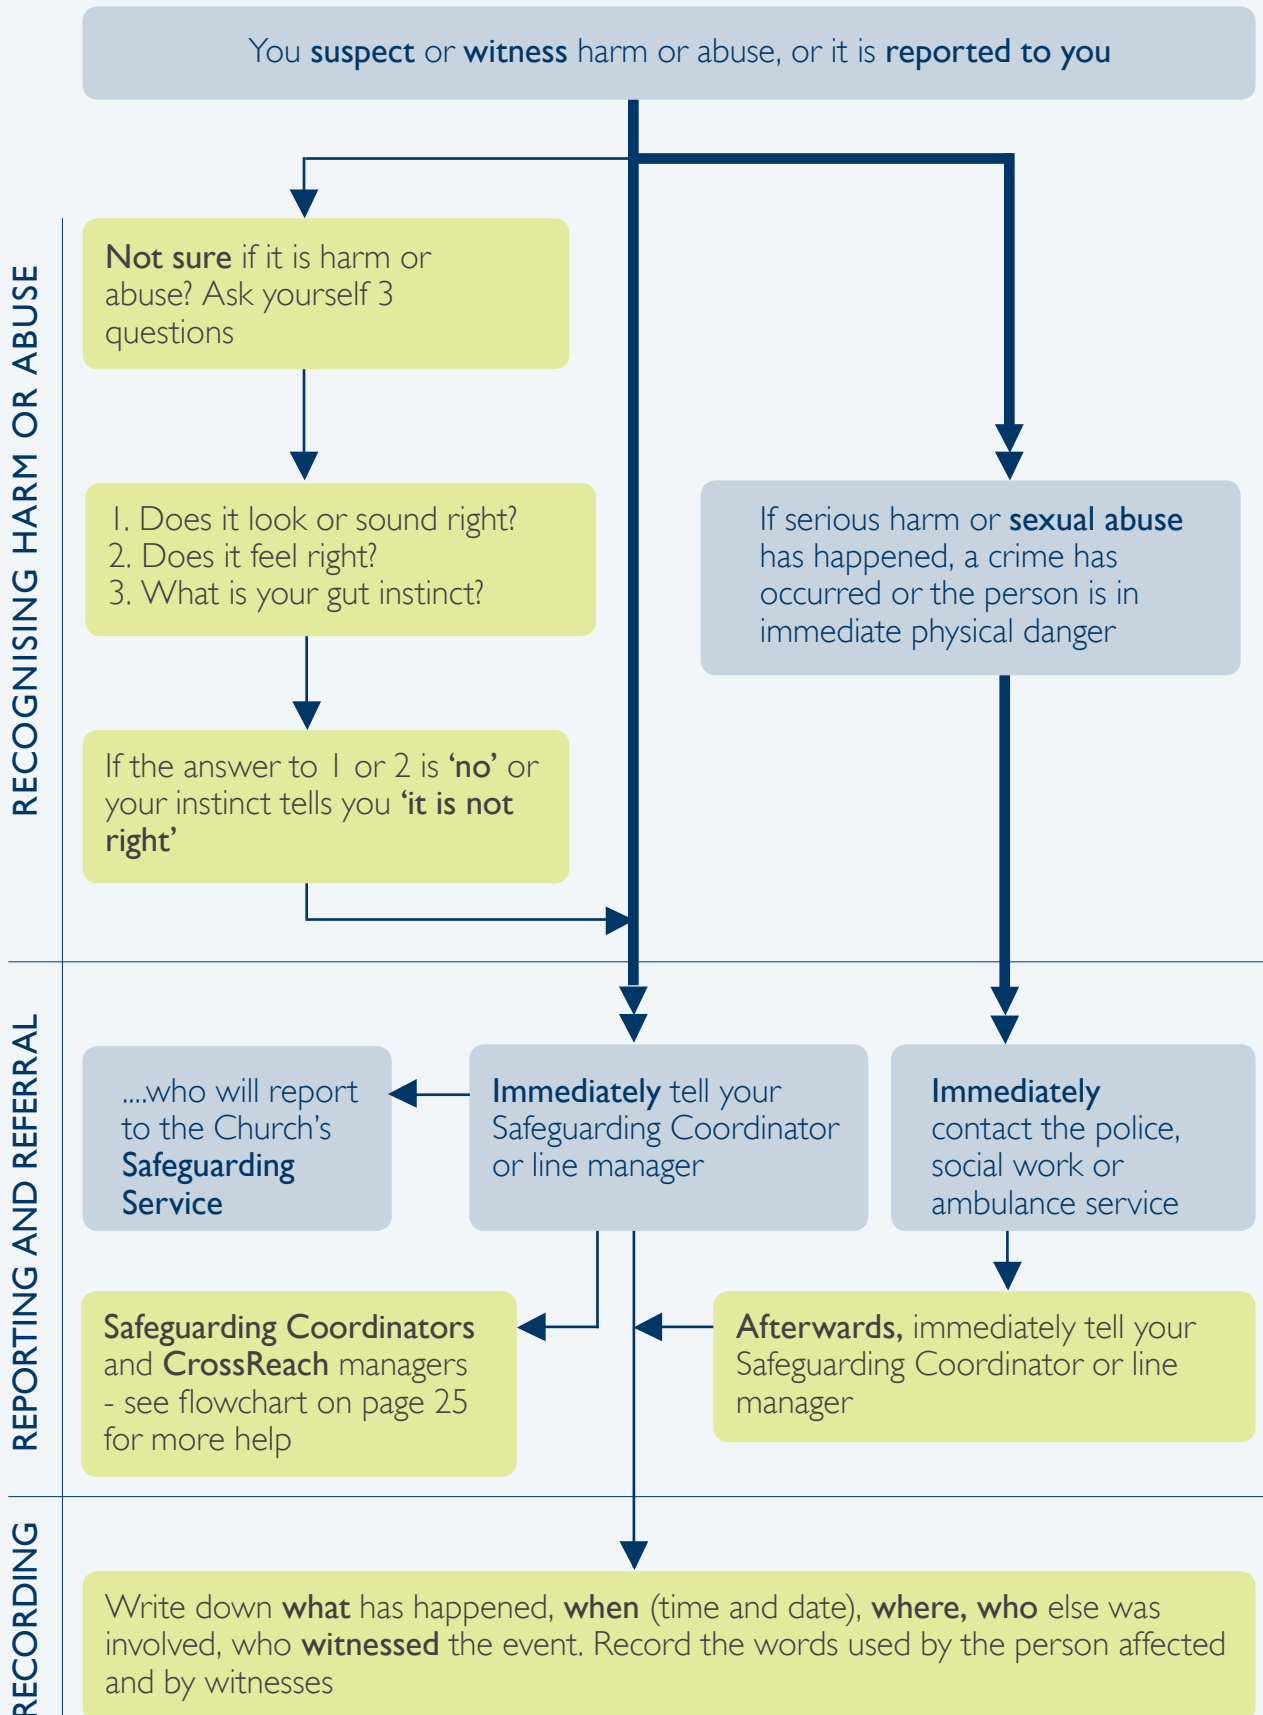 You suspect or witness harm or abuse, or it is reported to you
RECOGNISING HARM OR ABUSE
Not sure if it is harm or
abuse? Ask yourself 3
questions
1. Does it look or sound right?
2. Does it feel right?
3. What is your gut instinct?
If the answer to 1 or 2 is ‘no’ or
your instinct tells you ‘it is not
right’
If serious harm or sexual abuse
has happened, a crime has
occurred or the person is in
immediate physical danger
REPORTING AND REFERRAL
....who will report
to the Church’s
Safeguarding
Service
Immediately tell your
Safeguarding Coordinator
or line manager
Immediately
contact the police,
social work or
ambulance service
Safeguarding Coordinators
and CrossReach managers
- see flowchart on page 25
for more help
Afterwards, immediately tell your
Safeguarding Coordinator or line
manager
RECORDING
Write down what has happened, when (time and date), where, who else was
involved, who witnessed the event. Record the words used by the person affected
and by witnesses